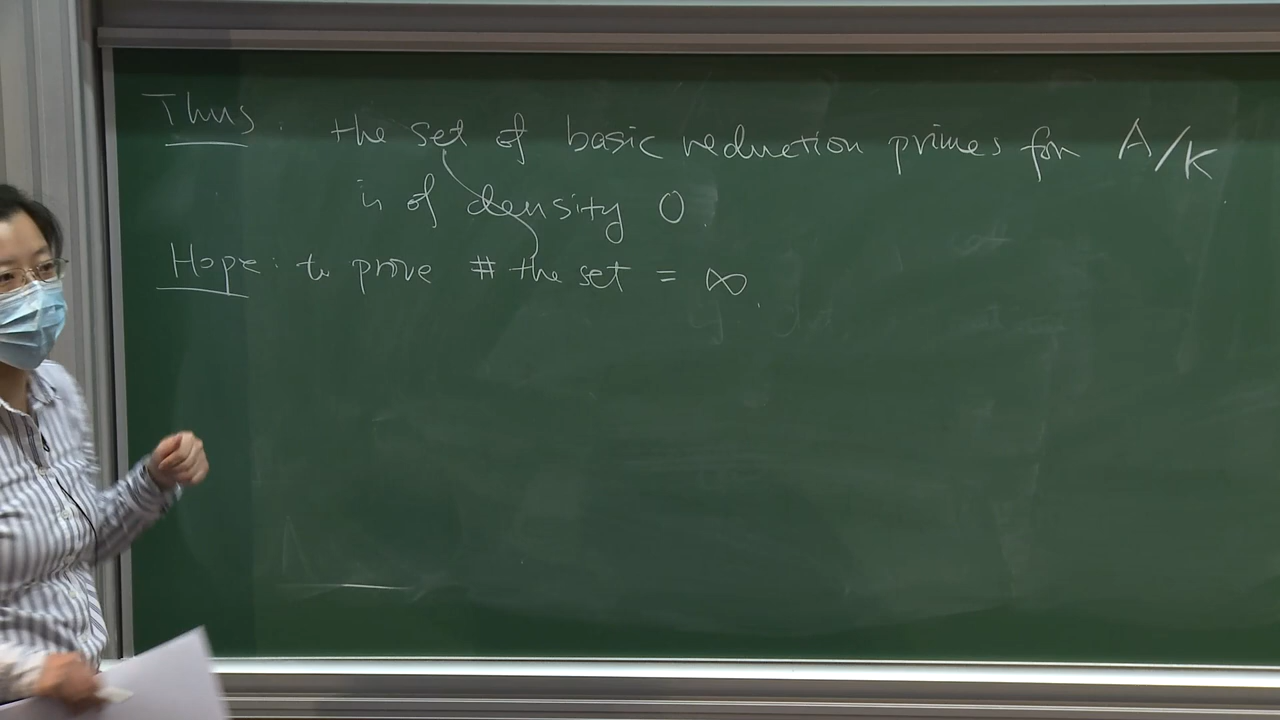 Thus: the set of basic reduction primes for A/K
is of density 0.
Hope: to prove # the set = ∞.